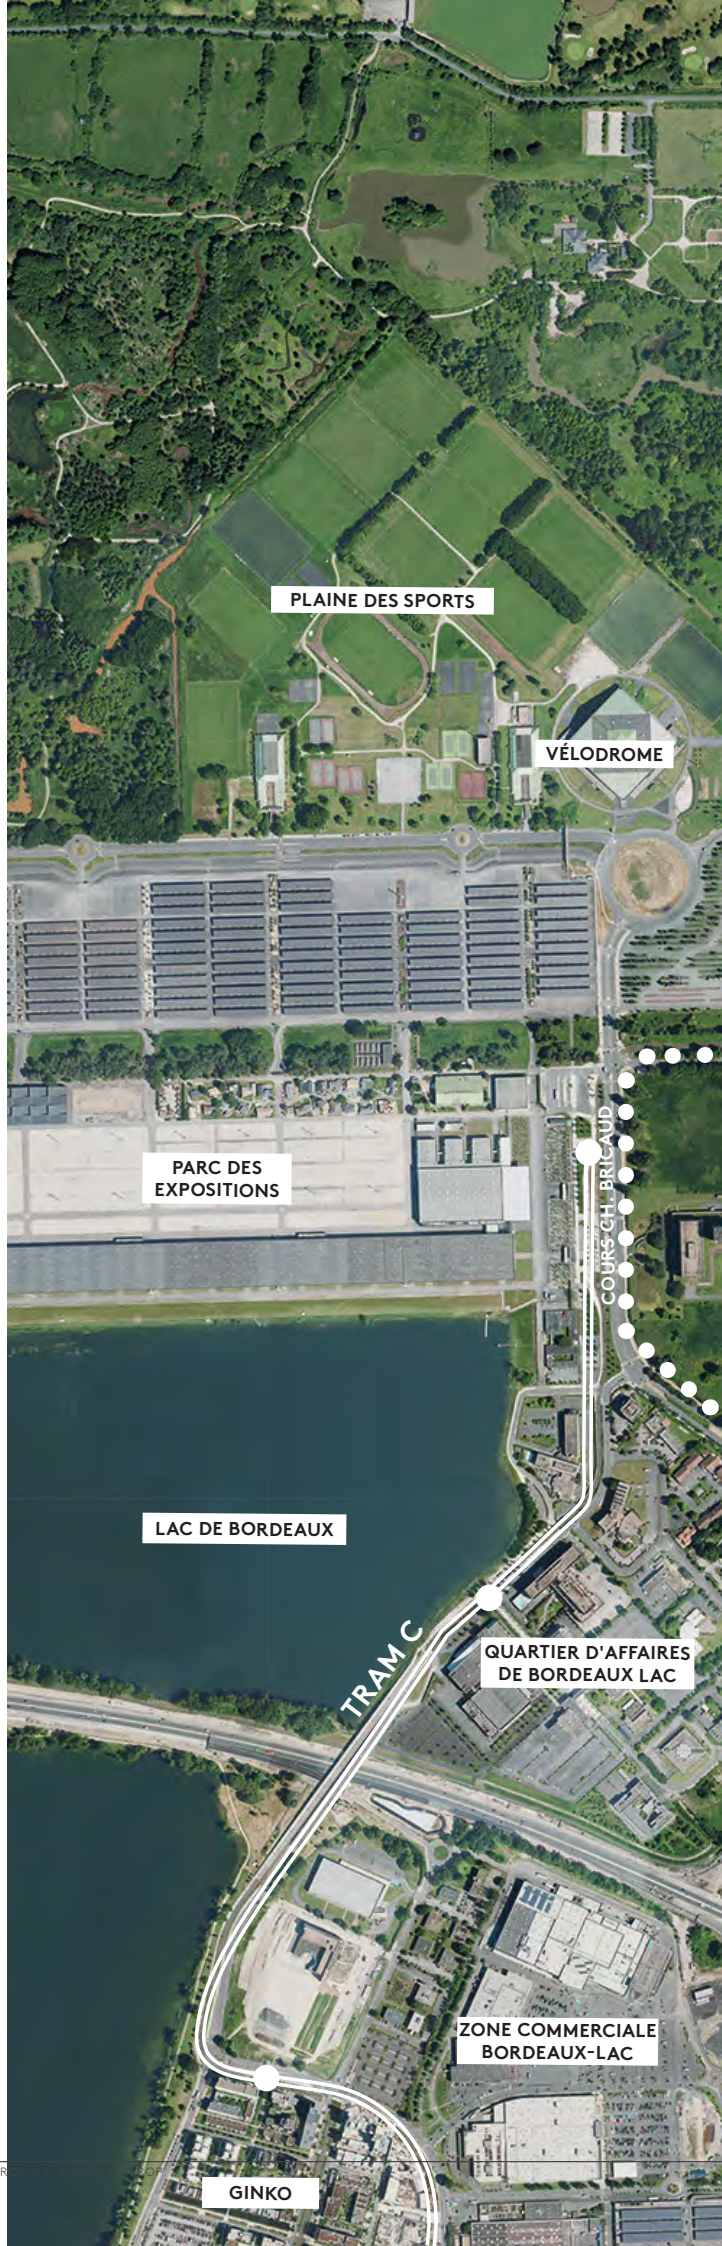 PLAINE DES SPORTS
VÉLODROME
COURS CH. BRICAUD
PARC DES
EXPOSITIONS
LAC DE BORDEAUX
TRAM C
QUARTIER D'AFFAIRES
DE BORDEAUX LAC
ZONE COMMERCIALE
BORDEAUX-LAC
GINKO